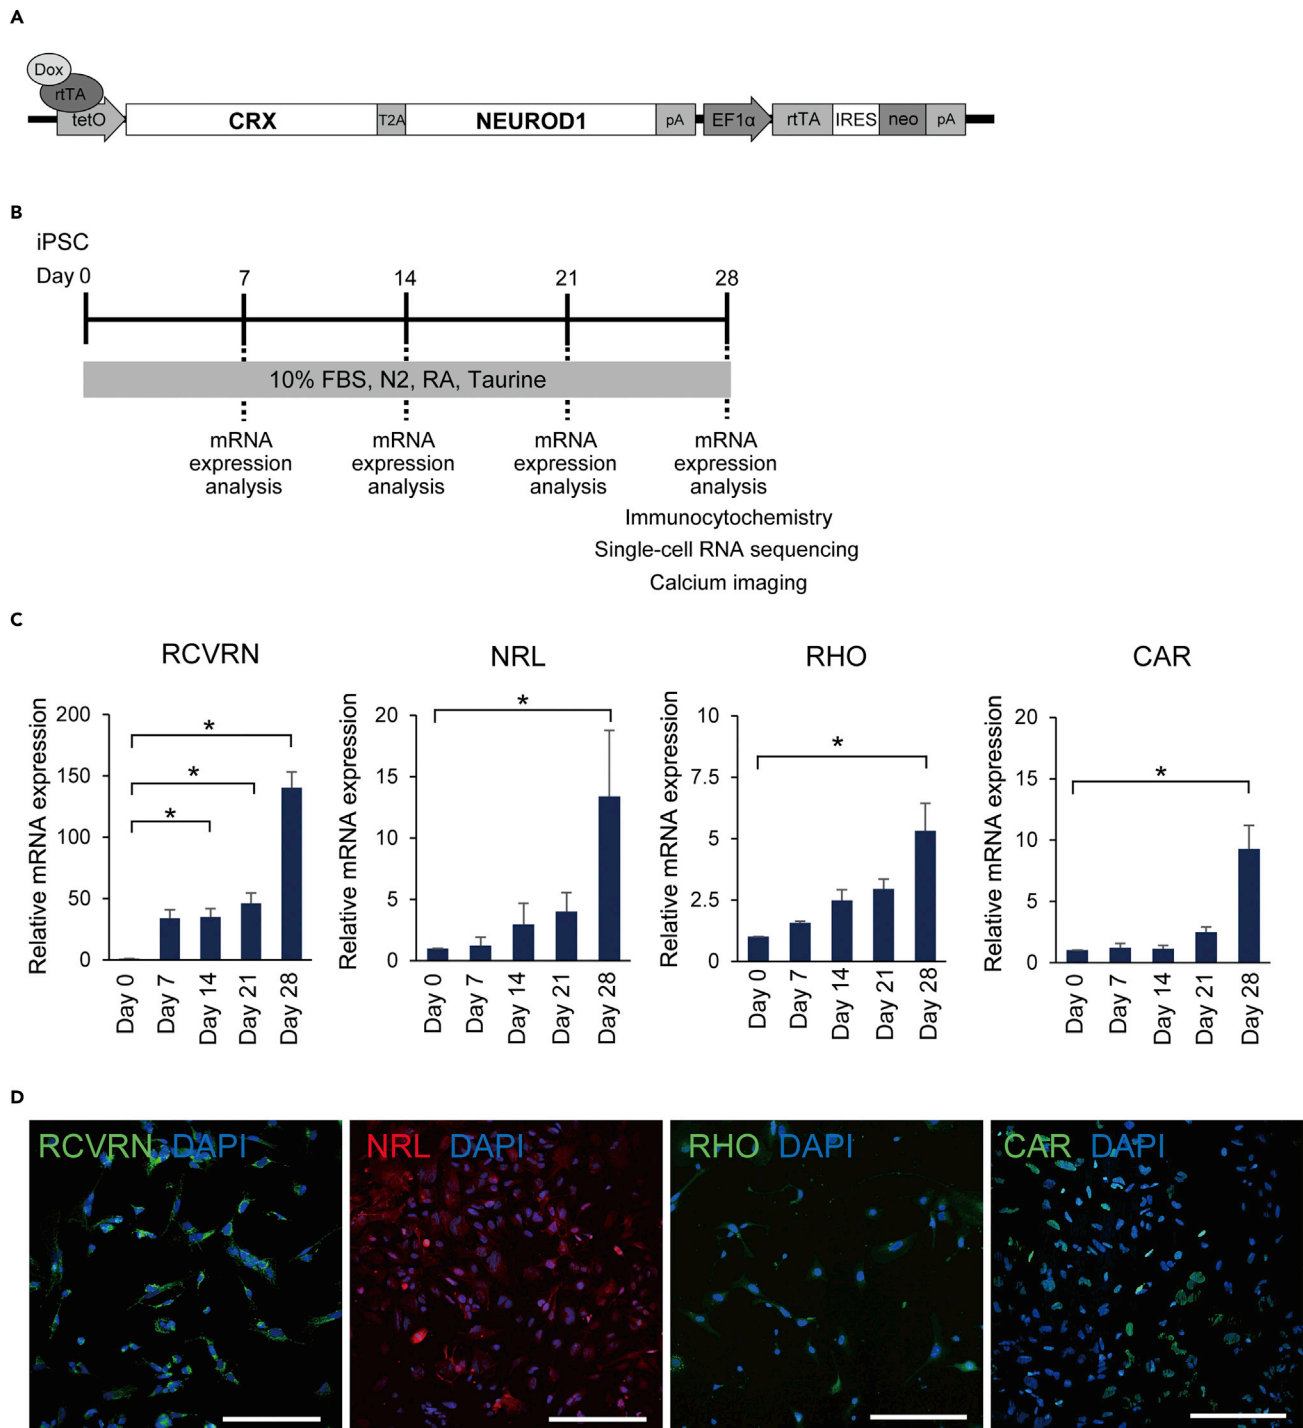 A
Dox
rtTA
tetO
CRX
T2A
NEUROD1
pA
EF1α
rtTA
IRES
neo
pA
B
iPSC
Day 0 7 14 21 28
10% FBS, N2, RA, Taurine
mRNA expression analysis
mRNA expression analysis
mRNA expression analysis
mRNA expression analysis
Immunocytochemistry
Single-cell RNA sequencing
Calcium imaging
C
RCVRN
Relative mRNA expression
200
150
100
50
0
*
*
*
Day 0
Day 7
Day 14
Day 21
Day 28
NRL
Relative mRNA expression
20
15
10
5
0
*
Day 0
Day 7
Day 14
Day 21
Day 28
RHO
Relative mRNA expression
10
7.5
5
2.5
0
*
Day 0
Day 7
Day 14
Day 21
Day 28
CAR
Relative mRNA expression
20
15
10
5
0
*
Day 0
Day 7
Day 14
Day 21
Day 28
D
RCVRN DAPI
NRL DAPI
RHO DAPI
CAR DAPI